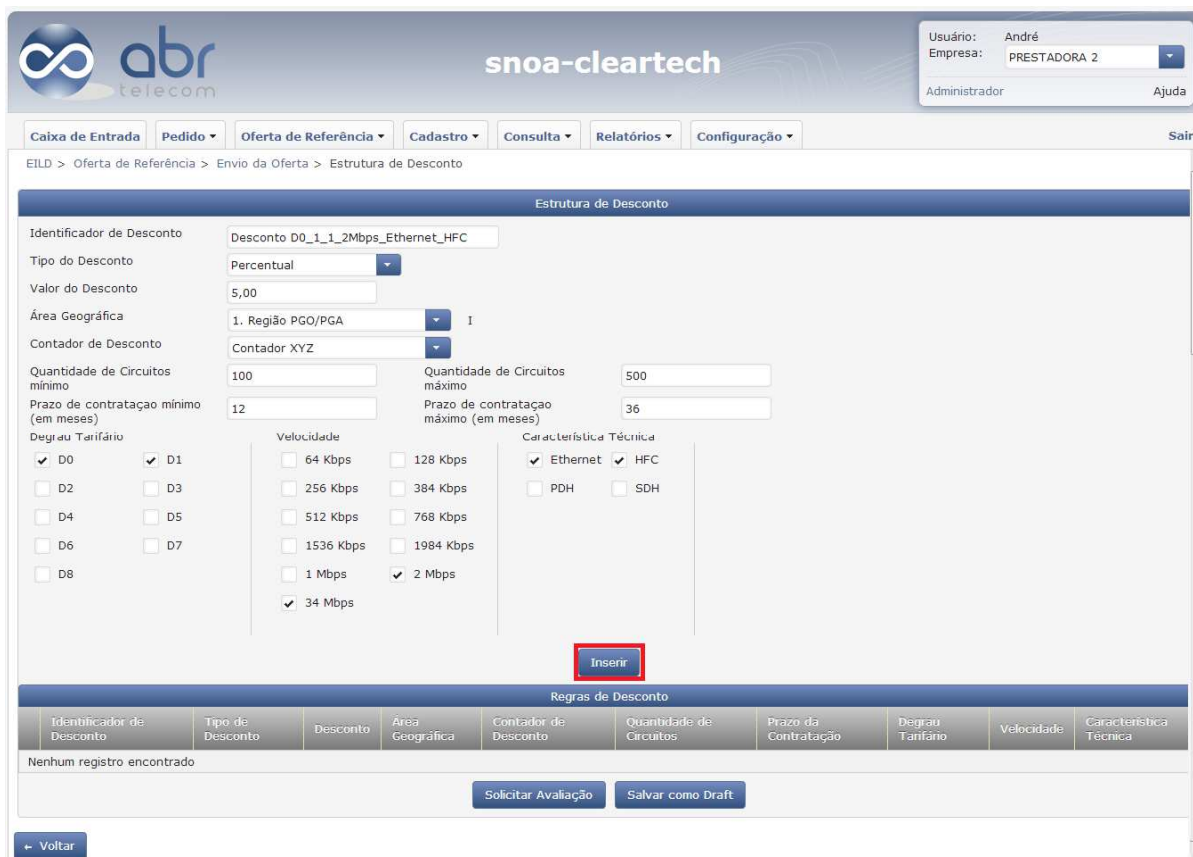 abr
telecom
snoa-cleartech
Usuário: André
Empresa: PRESTADORA 2
Administrador Ajuda
Caixa de Entrada Pedido Oferta de Referência Cadastro Consulta Relatórios Configuração Sair
EILD > Oferta de Referência > Envio da Oferta > Estrutura de Desconto
Estrutura de Desconto
Identificador de Desconto Desconto D0_1_1_2Mbps_Ethernet_HFC
Tipo do Desconto Percentual
Valor do Desconto 5,00
Área Geográfica 1. Região PGO/PGA I
Contador de Desconto Contador XYZ
Quantidade de Circuitos mínimo 100 Quantidade de Circuitos máximo 500
Prazo de contrataçao mínimo (em meses) 12 Prazo de contrataçao máximo (em meses) 36
Degrau Tarifário Velocidade Característica Técnica
D0 D1 64 Kbps 128 Kbps Ethernet HFC
D2 D3 256 Kbps 384 Kbps PDH SDH
D4 D5 512 Kbps 768 Kbps
D6 D7 1536 Kbps 1984 Kbps
D8 1 Mbps 2 Mbps
34 Mbps
Inserir
Regras de Desconto
Identificador de Desconto Tipo de Desconto Desconto Área Geográfica Contador de Desconto Quantidade de Circuitos Prazo da Contratação Degrau Tarifário Velocidade Característica Técnica
Nenhum registro encontrado
Solicitar Avaliação Salvar como Draft
← Voltar